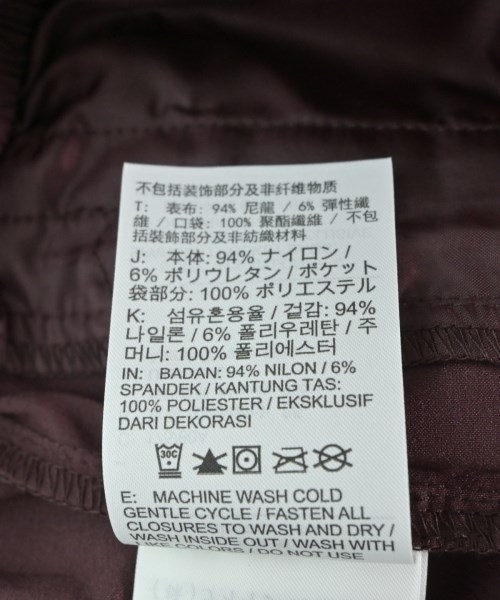 不包括装饰部分及非纤维物质
T: 表布: 94% 尼龍 / 6% 彈性纖
維 / 口袋: 100% 聚酯纖維 / 不包
括裝飾部分及非紡織材料
J: 本体: 94% ナイロン /
6% ポリウレタン / ポケット
袋部分: 100% ポリエステル
K: 섬유혼용율 / 겉감: 94%
나일론 / 6% 폴리우레탄 / 주
머니: 100% 폴리에스터
IN: BADAN: 94% NILON / 6%
SPANDEK / KANTUNG TAS:
100% POLIESTER / EKSKLUSIF
DARI DEKORASI
30C
E: MACHINE WASH COLD
GENTLE CYCLE / FASTEN ALL
CLOSURES TO WASH AND DRY /
WASH INSIDE OUT / WASH WITH
LIKE COLORS / DO NOT USE